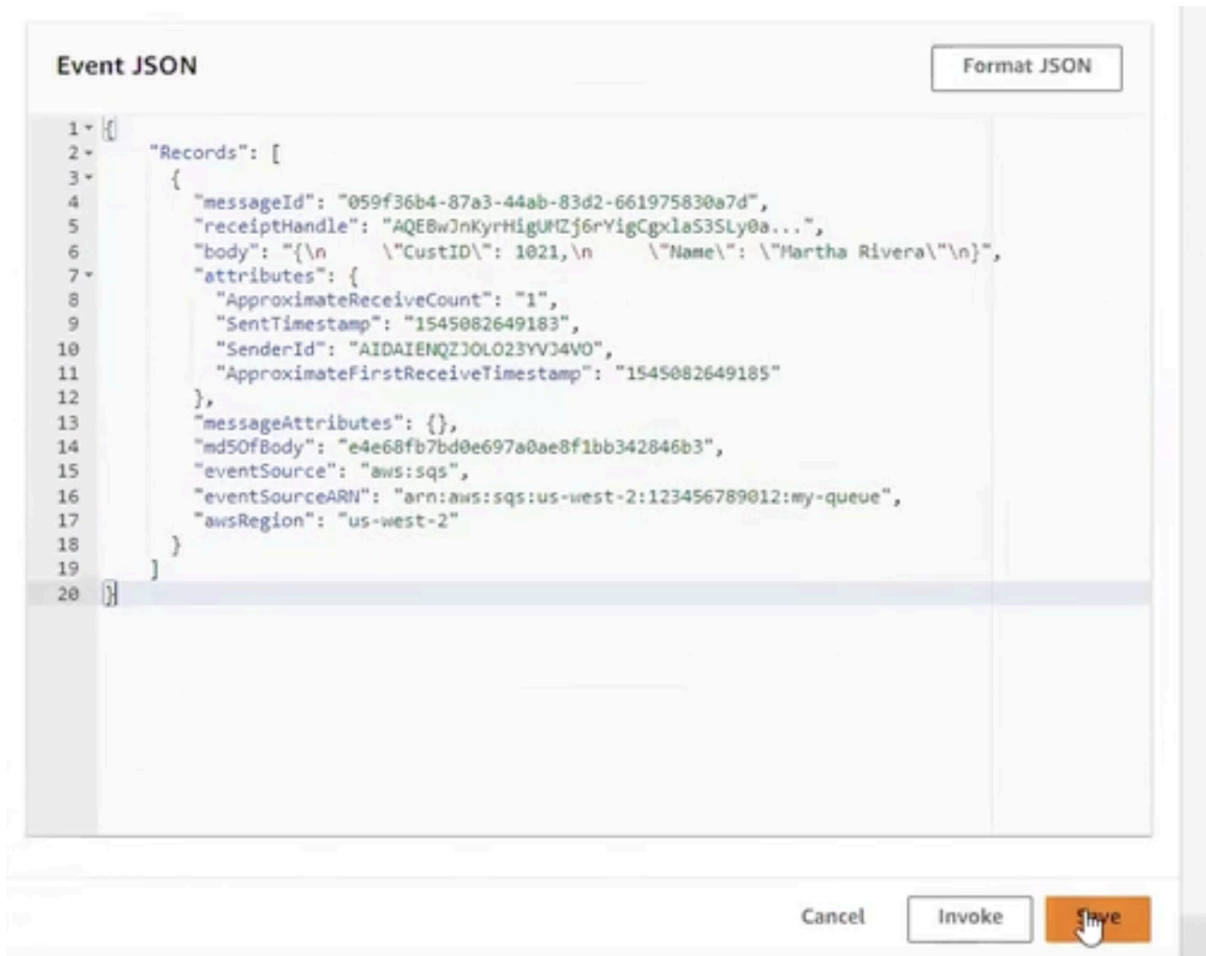 Event JSON
Format JSON
1 {
2 "Records": [
3 {
4 "messageId": "059f36b4-87a3-44ab-83d2-661975830a7d",
5 "receiptHandle": "AQEBwJnKyrHigUMZj6rYigCgxlaS3SLy0a...",
6 "body": "{\n     \"CustID\": 1021,\n     \"Name\": \"Martha Rivera\"\n}",
7 "attributes": {
8 "ApproximateReceiveCount": "1",
9 "SentTimestamp": "1545082649183",
10 "SenderId": "AIDAIENQZJOLO23YVJ4VO",
11 "ApproximateFirstReceiveTimestamp": "1545082649185"
12 },
13 "messageAttributes": {},
14 "md5OfBody": "e4e68fb7bd0e697a0ae8f1bb342846b3",
15 "eventSource": "aws:sqs",
16 "eventSourceARN": "arn:aws:sqs:us-west-2:123456789012:my-queue",
17 "awsRegion": "us-west-2"
18 }
19 ]
20 }
Cancel
Invoke
Save